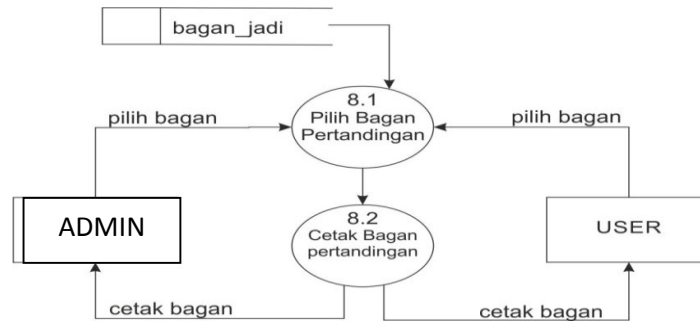 bagan_jadi
8.1
Pilih Bagan
Pertandingan
pilih bagan
pilih bagan
ADMIN
8.2
Cetak Bagan
pertandingan
USER
cetak bagan
cetak bagan